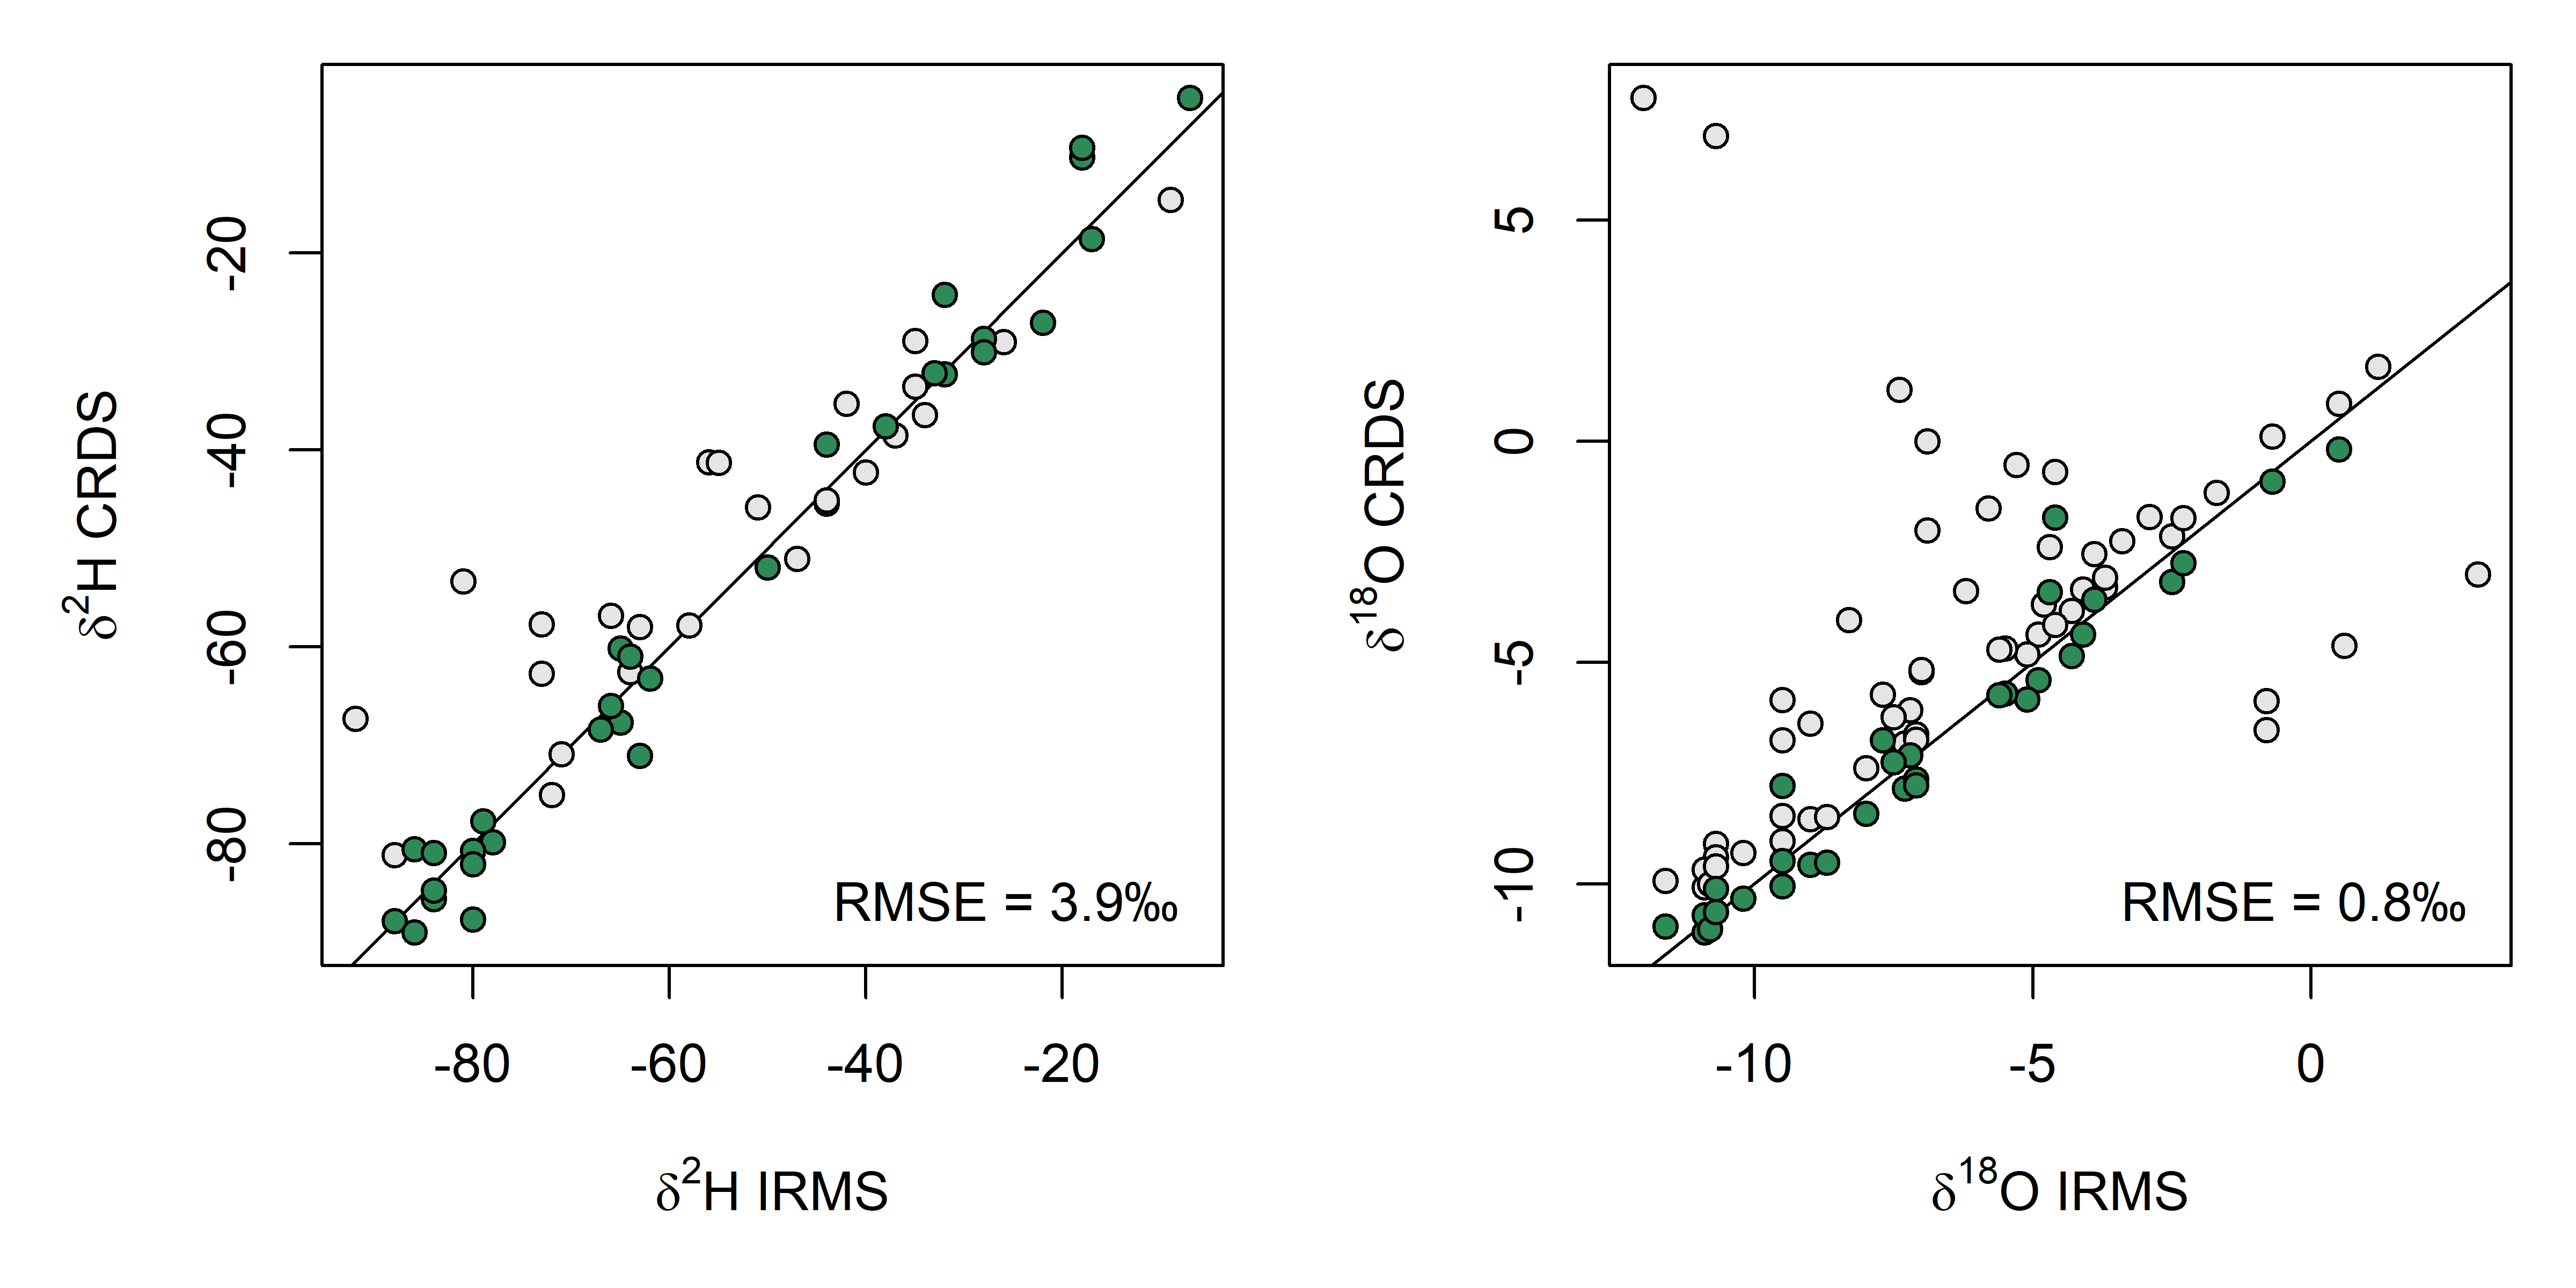 δ²H CRDS
-20
-40
-60
-80
RMSE = 3.9‰
-80 -60 -40 -20
δ²H IRMS
δ¹⁸O CRDS
5
0
-5
-10
RMSE = 0.8‰
-10 -5 0
δ¹⁸O IRMS